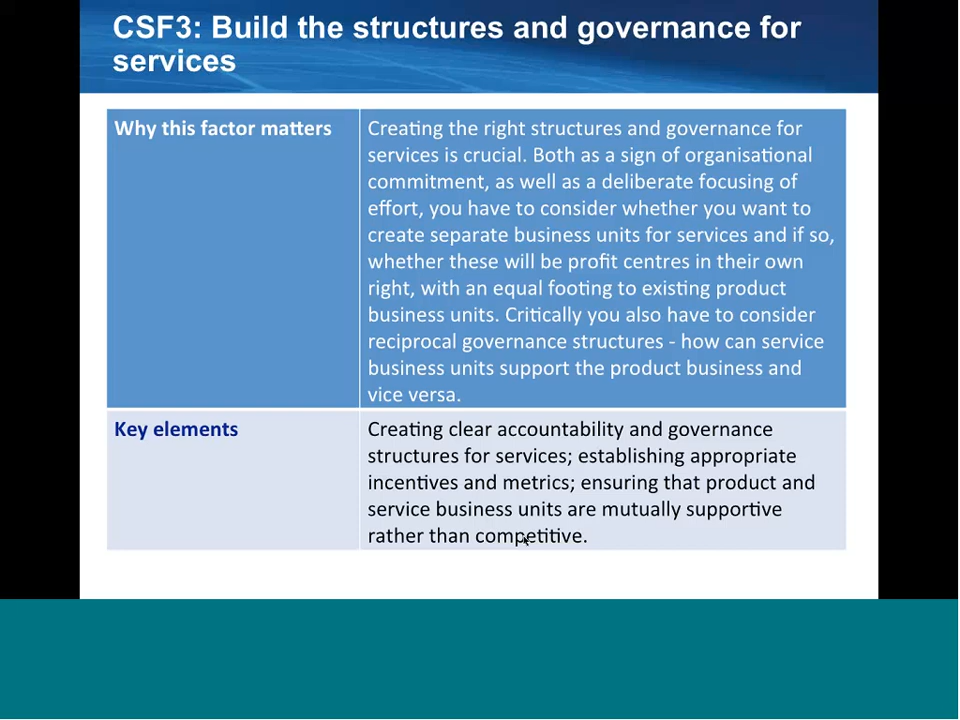 CSF3: Build the structures and governance for
services
Why this factor matters
Creating the right structures and governance for
services is crucial. Both as a sign of organisational
commitment, as well as a deliberate focusing of
effort, you have to consider whether you want to
create separate business units for services and if so,
whether these will be profit centres in their own
right, with an equal footing to existing product
business units. Critically you also have to consider
reciprocal governance structures - how can service
business units support the product business and
vice versa.
Key elements
Creating clear accountability and governance
structures for services; establishing appropriate
incentives and metrics; ensuring that product and
service business units are mutually supportive
rather than competitive.